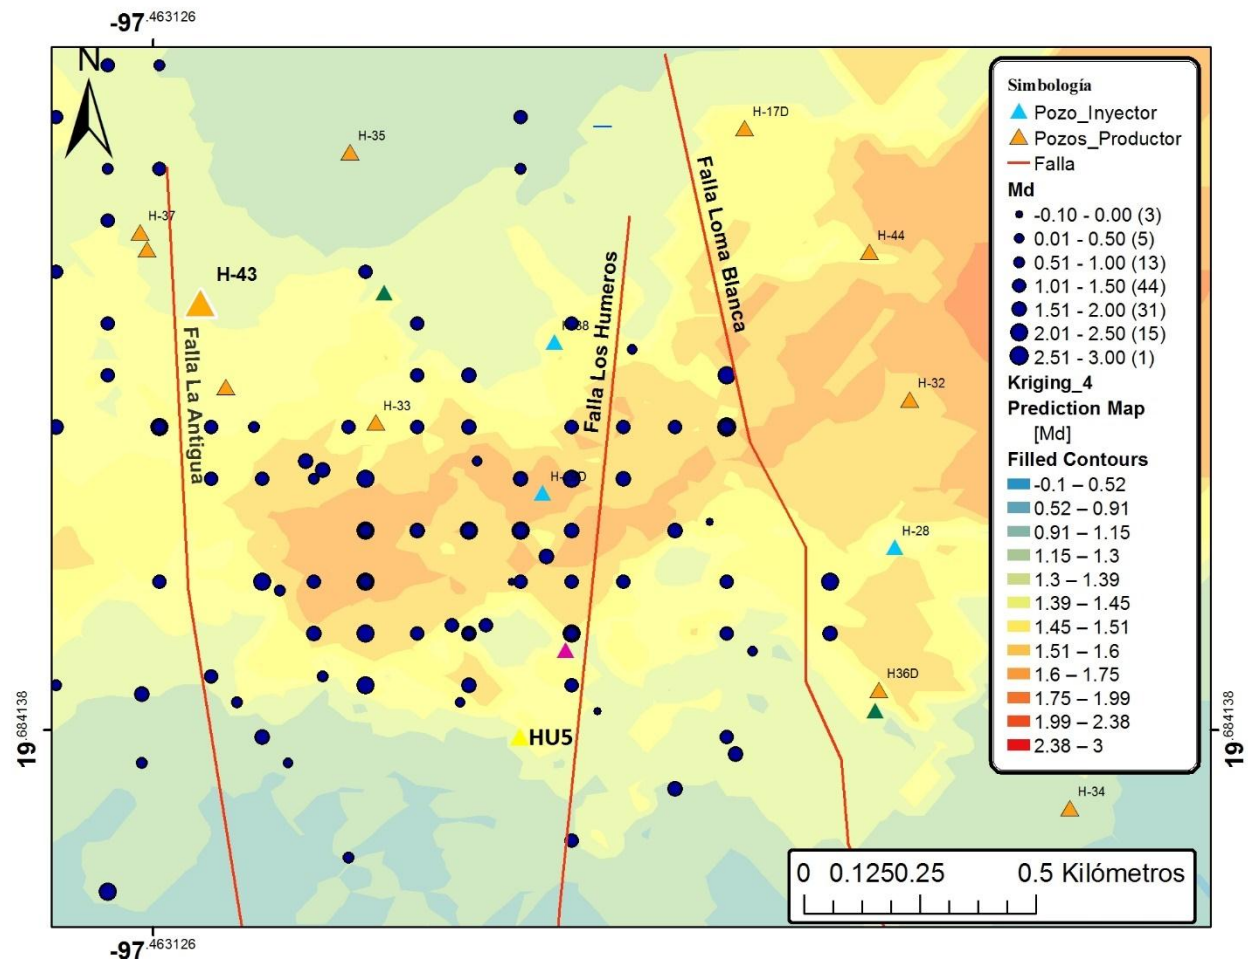 -97.463126
N
H-35
H-17D
H-37
H-43
H-44
Falla Loma Blanca
Falla Los Humeros
Falla La Antigua
H-32
H-33
H-28
H36D
HU5
H-34
19.684138
19.684138
Simbología
Pozo_Inyector
Pozos_Productor
Falla
Md
-0.10 - 0.00 (3)
0.01 - 0.50 (5)
0.51 - 1.00 (13)
1.01 - 1.50 (44)
1.51 - 2.00 (31)
2.01 - 2.50 (15)
2.51 - 3.00 (1)
Kriging_4
Prediction Map
[Md]
Filled Contours
-0.1 – 0.52
0.52 – 0.91
0.91 – 1.15
1.15 – 1.3
1.3 – 1.39
1.39 – 1.45
1.45 – 1.51
1.51 – 1.6
1.6 – 1.75
1.75 – 1.99
1.99 – 2.38
2.38 – 3
0 0.1250.25 0.5 Kilómetros
-97.463126